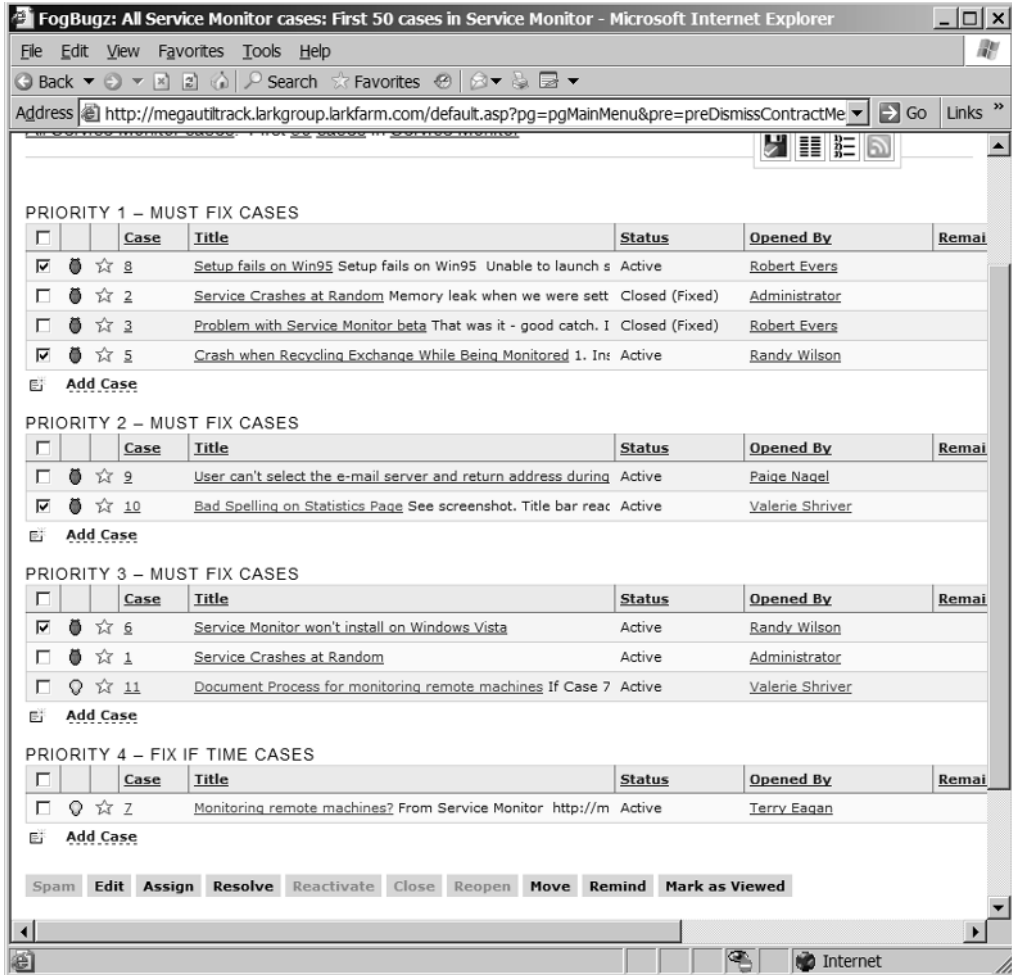 FogBugz: All Service Monitor cases: First 50 cases in Service Monitor - Microsoft Internet Explorer
File Edit View Favorites Tools Help
Back Search Favorites
Address http://megautiltrack.larkgroup.larkfarm.com/default.asp?pg=pgMainMenu&pre=preDismissContractMe Go Links »
All Service Monitor cases: First 50 cases in Service Monitor
PRIORITY 1 – MUST FIX CASES
Case Title Status Opened By Remai
8 Setup fails on Win95 Setup fails on Win95 Unable to launch s Active Robert Evers
2 Service Crashes at Random Memory leak when we were sett Closed (Fixed) Administrator
3 Problem with Service Monitor beta That was it - good catch. I Closed (Fixed) Robert Evers
5 Crash when Recycling Exchange While Being Monitored 1. Ins Active Randy Wilson
Add Case
PRIORITY 2 – MUST FIX CASES
Case Title Status Opened By Remai
9 User can't select the e-mail server and return address during Active Paige Nagel
10 Bad Spelling on Statistics Page See screenshot. Title bar reac Active Valerie Shriver
Add Case
PRIORITY 3 – MUST FIX CASES
Case Title Status Opened By Remai
6 Service Monitor won't install on Windows Vista Active Randy Wilson
1 Service Crashes at Random Active Administrator
11 Document Process for monitoring remote machines If Case 7 Active Valerie Shriver
Add Case
PRIORITY 4 – FIX IF TIME CASES
Case Title Status Opened By Remai
7 Monitoring remote machines? From Service Monitor http://m Active Terry Eagan
Add Case
Spam Edit Assign Resolve Reactivate Close Reopen Move Remind Mark as Viewed
Internet